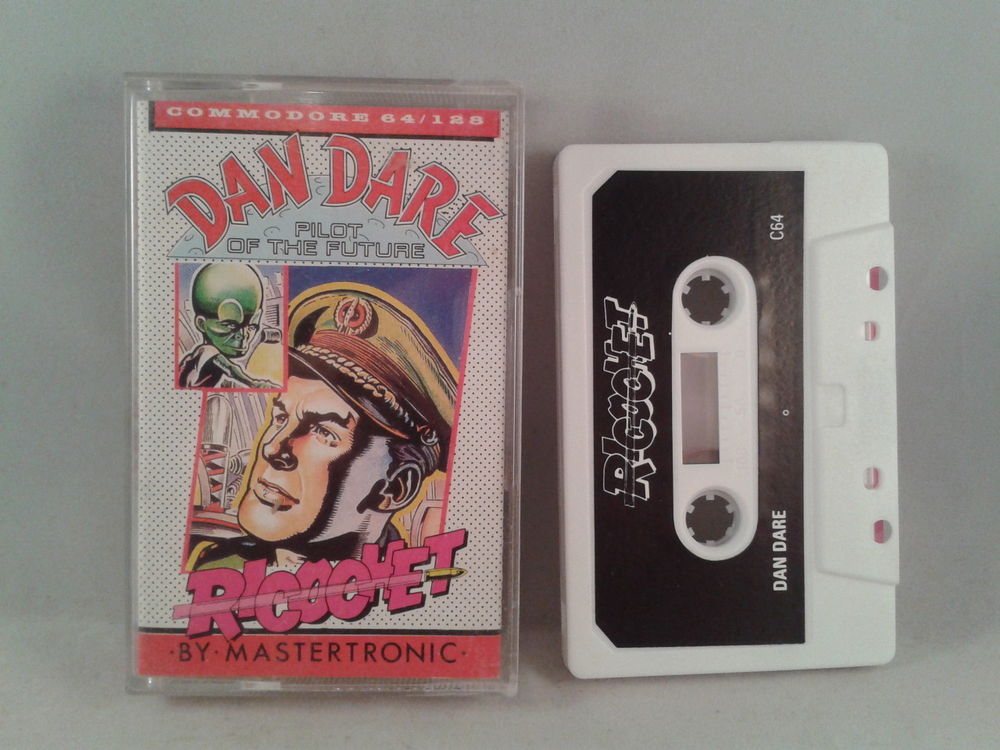 COMMODORE 64/128
DAN DARE
PILOT
OF THE FUTURE
RICOCHET
·BY·MASTERTRONIC·
RICOCHET
DAN DARE
C64